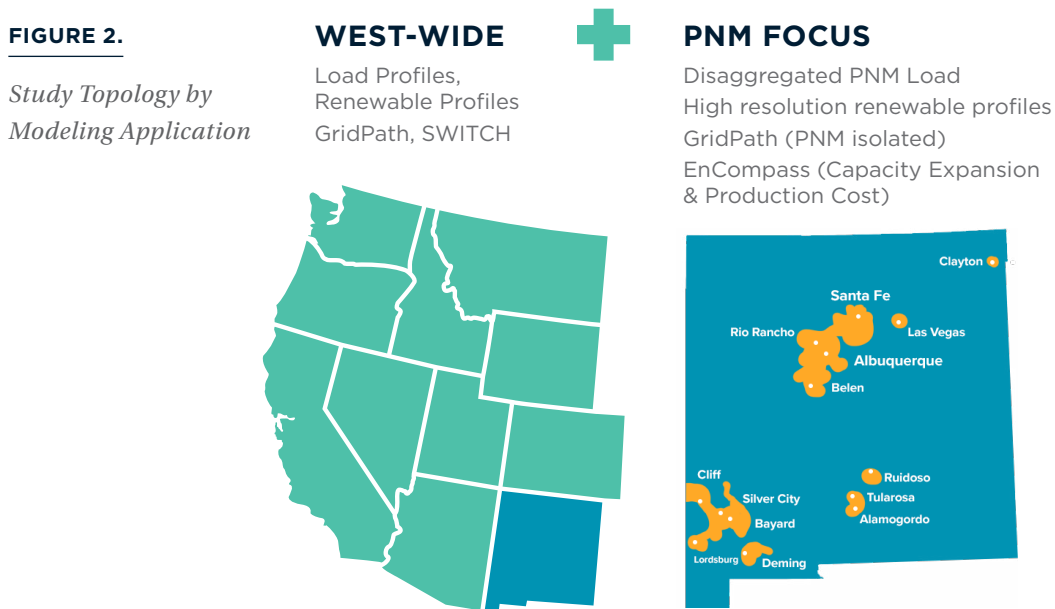 FIGURE 2.
Study Topology by
Modeling Application
WEST-WIDE
Load Profiles,
Renewable Profiles
GridPath, SWITCH
PNM FOCUS
Disaggregated PNM Load
High resolution renewable profiles
GridPath (PNM isolated)
EnCompass (Capacity Expansion
& Production Cost)
Clayton
Santa Fe
Rio Rancho
Las Vegas
Albuquerque
Belen
Cliff
Ruidoso
Silver City
Tularosa
Bayard
Alamogordo
Lordsburg
Deming